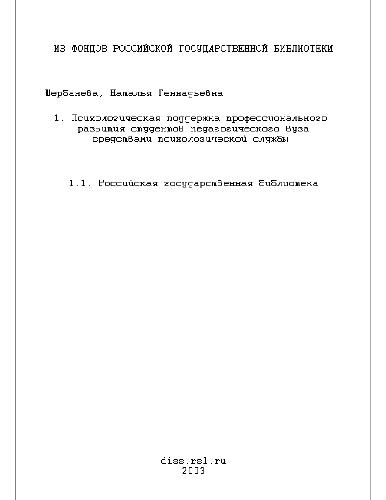 ИЗ ФОНДОВ РОССИЙСКОЙ ГОСУДАРСТВЕННОЙ БИБЛИОТЕКИ
Щербанева, Наталья Геннадьевна
1. Психологическая поддержка профессионального
развития студентов педагогического вуза
средствами психологической службы
1.1. Российская государственная библиотека
diss.rsl.ru
2003